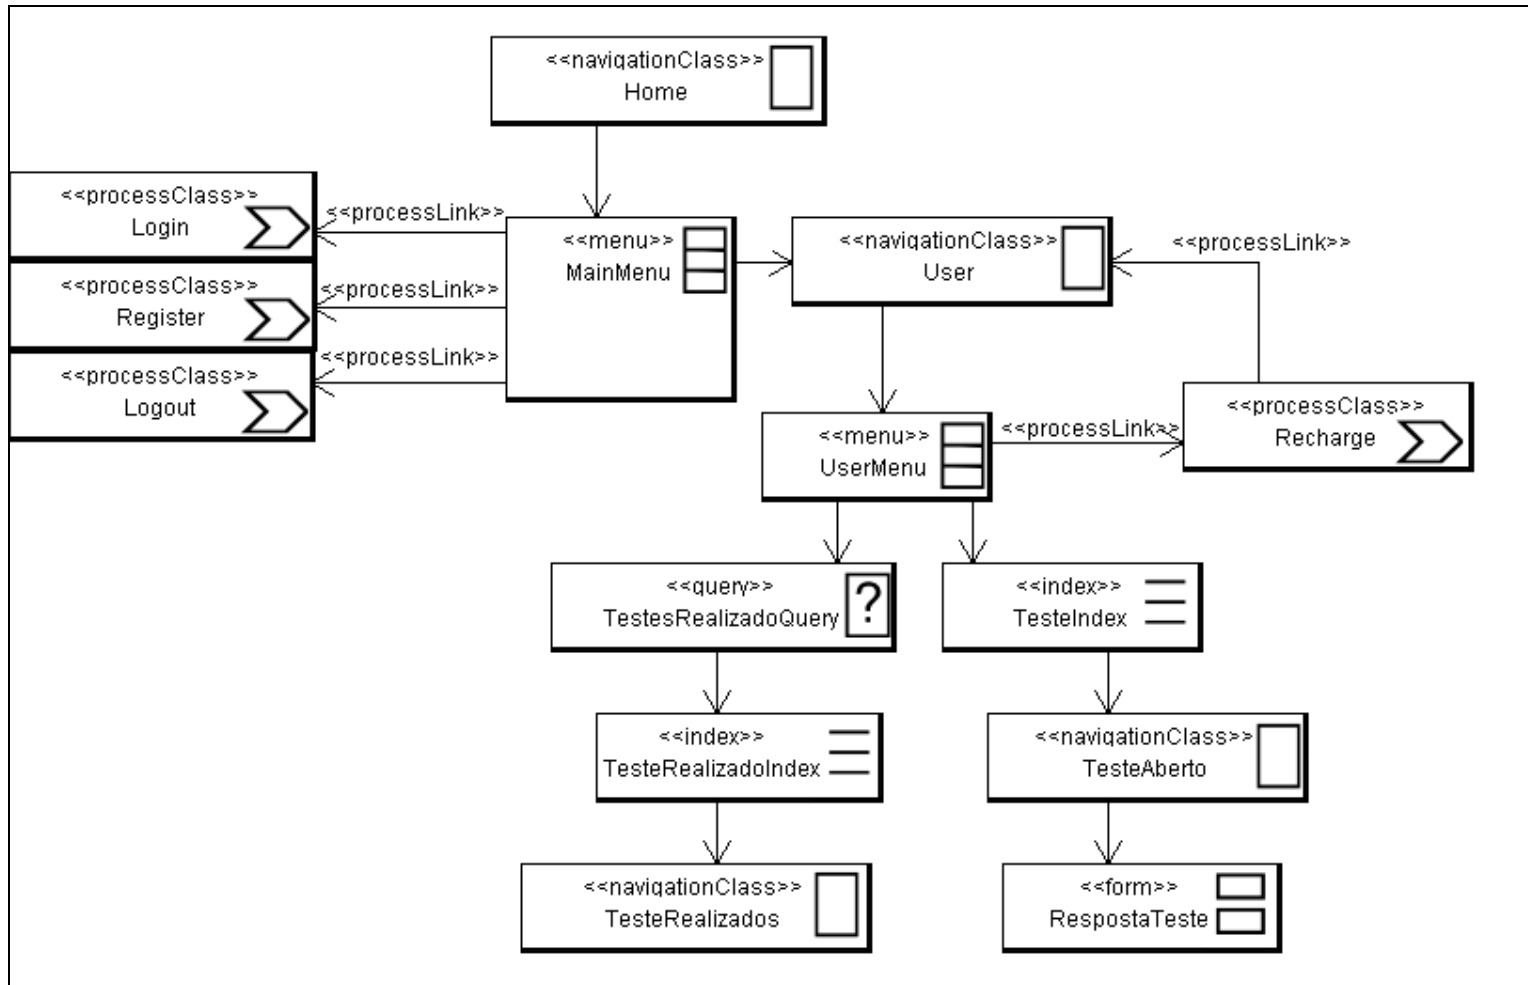 <<navigationClass>>
Home
<<processClass>>
Login
<<processLink>>
<<menu>>
MainMenu
<<navigationClass>>
User
<<processLink>>
<<processClass>>
Register
<<processLink>>
<<processClass>>
Logout
<<processLink>>
<<menu>>
UserMenu
<<processLink>>
<<processClass>>
Recharge
<<query>>
TestesRealizadoQuery
?
<<index>>
TesteIndex
<<index>>
TesteRealizadoIndex
<<navigationClass>>
TesteAberto
<<navigationClass>>
TesteRealizados
<<form>>
RespostaTeste